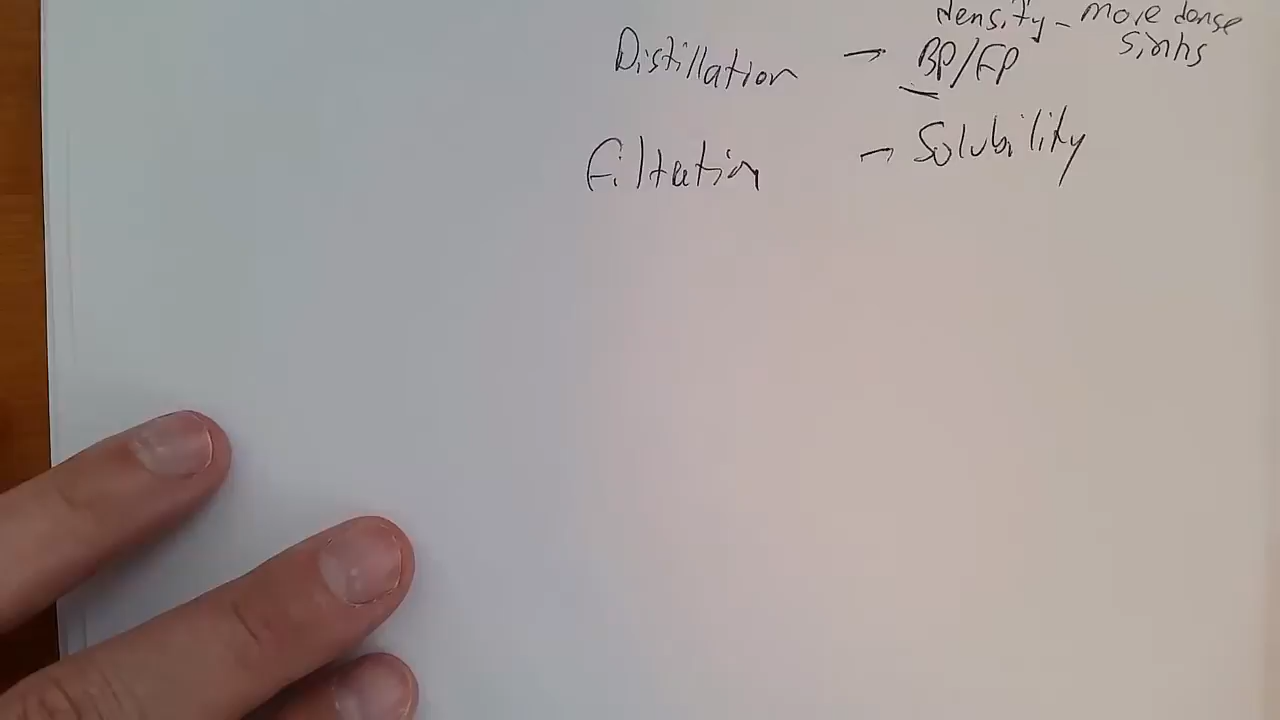 density - more dense
sinks
Distillation → BP/FP
Filtration → Solubility